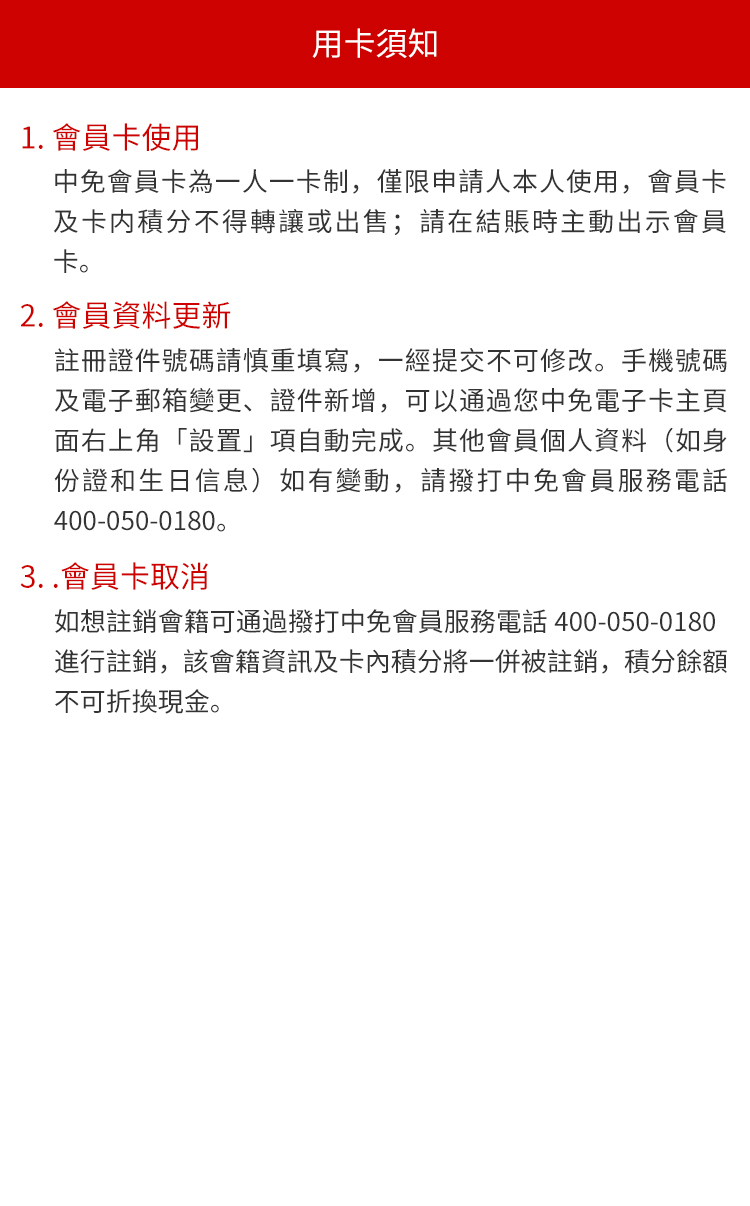 用卡須知
1. 會員卡使用
中免會員卡為一人一卡制，僅限申請人本人使用，會員卡
及卡内積分不得轉讓或出售；請在結賬時主動出示會員
卡。
2. 會員資料更新
註冊證件號碼請慎重填寫，一經提交不可修改。手機號碼
及電子郵箱變更、證件新增，可以通過您中免電子卡主頁
面右上角「設置」項自動完成。其他會員個人資料（如身
份證和生日信息）如有變動，請撥打中免會員服務電話
400-050-0180。
3. .會員卡取消
如想註銷會籍可通過撥打中免會員服務電話 400-050-0180
進行註銷，該會籍資訊及卡內積分將一併被註銷，積分餘額
不可折換現金。